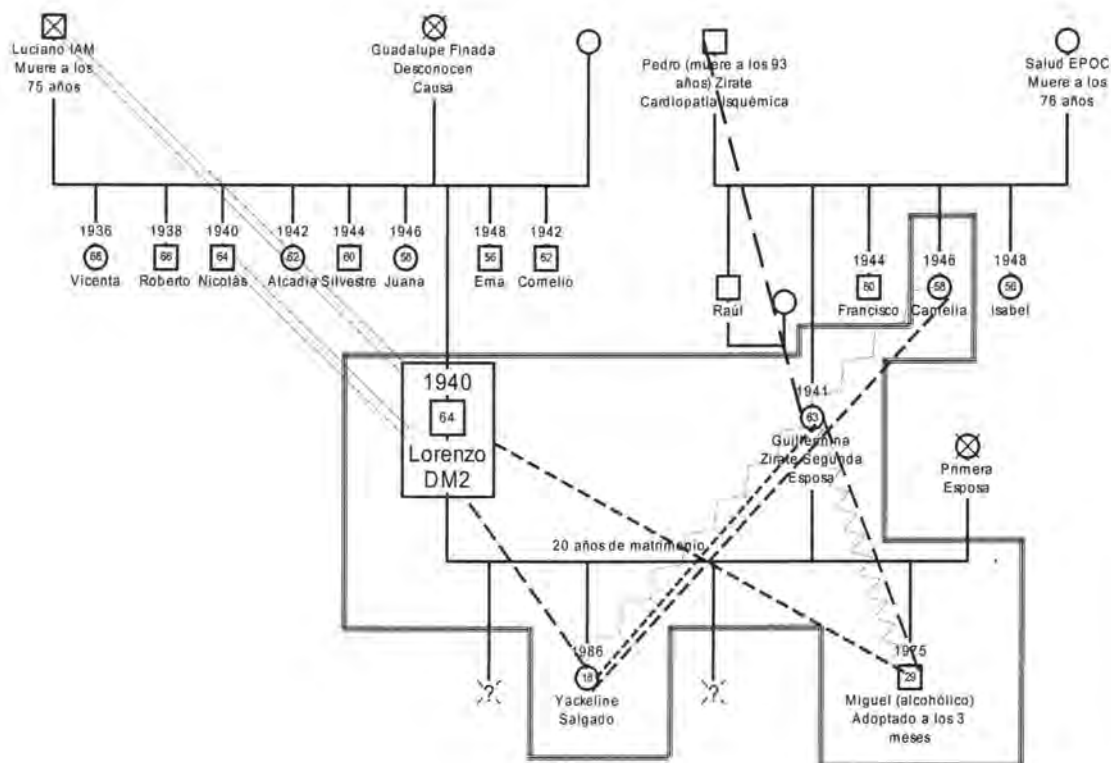 Luciano IAM
Muere a los
75 años
Guadalupe Finada
Desconocen
Causa
Pedro (muere a los 93
años) Zirate
Cardiopatía Isquémica
Salud EPOC
Muere a los
76 años
1936
Vicenta
1938
66
Roberto
1940
64
Nicolás
1942
62
Alcadia
1944
60
Silvestre
1946
58
Juana
1948
56
Ema
1942
62
Cornelio
Raúl
1944
60
Francisco
1946
58
Camelia
1948
56
Isabel
1940
64
Lorenzo
DM2
1941
63
Guillermina
Zirate Segunda
Esposa
Primera
Esposa
20 años de matrimonio
?
1986
18
Yackeline
Salgado
?
1975
29
Miguel (alcohólico)
Adoptado a los 3
meses